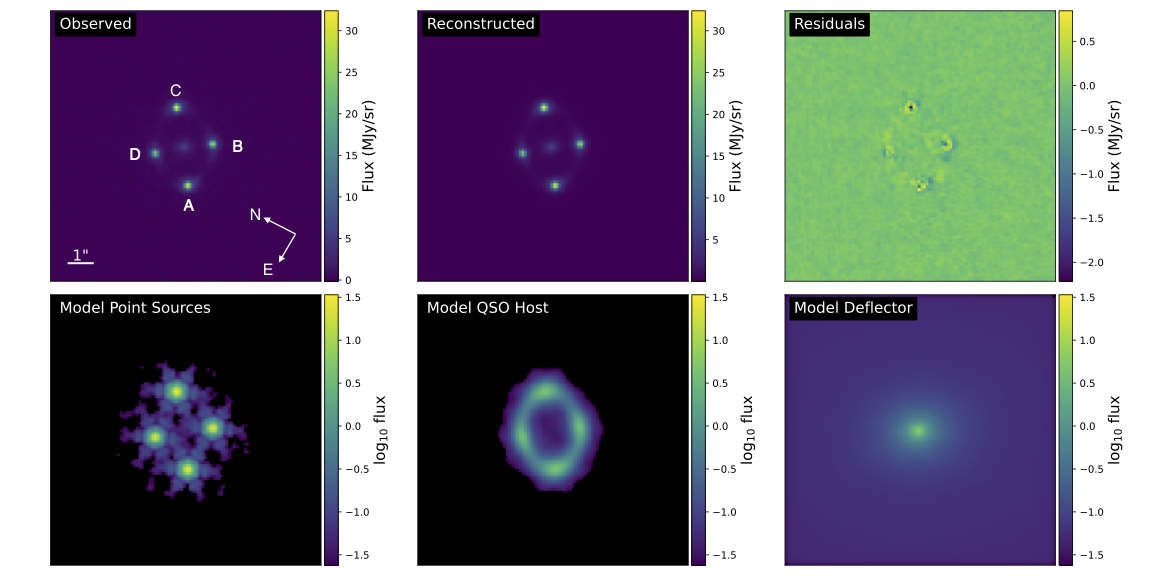 Observed
C
D
B
A
N
E
1"
30
25
20
15
10
5
0
Flux (MJy/sr)
Reconstructed
30
25
20
15
10
5
Flux (MJy/sr)
Residuals
0.5
0.0
−0.5
−1.0
−1.5
−2.0
Flux (MJy/sr)
Model Point Sources
1.5
1.0
0.5
0.0
−0.5
−1.0
−1.5
log₁₀ flux
Model QSO Host
1.5
1.0
0.5
0.0
−0.5
−1.0
−1.5
log₁₀ flux
Model Deflector
1.5
1.0
0.5
0.0
−0.5
−1.0
−1.5
log₁₀ flux